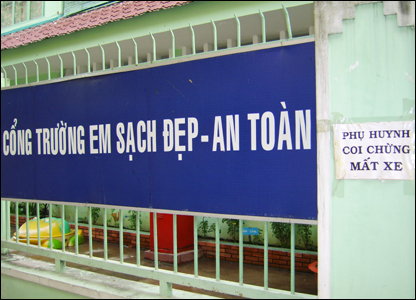 CỔNG TRƯỜNG EM SẠCH ĐẸP - AN TOÀN
PHỤ HUYNH
COI CHỪNG
MẤT XE